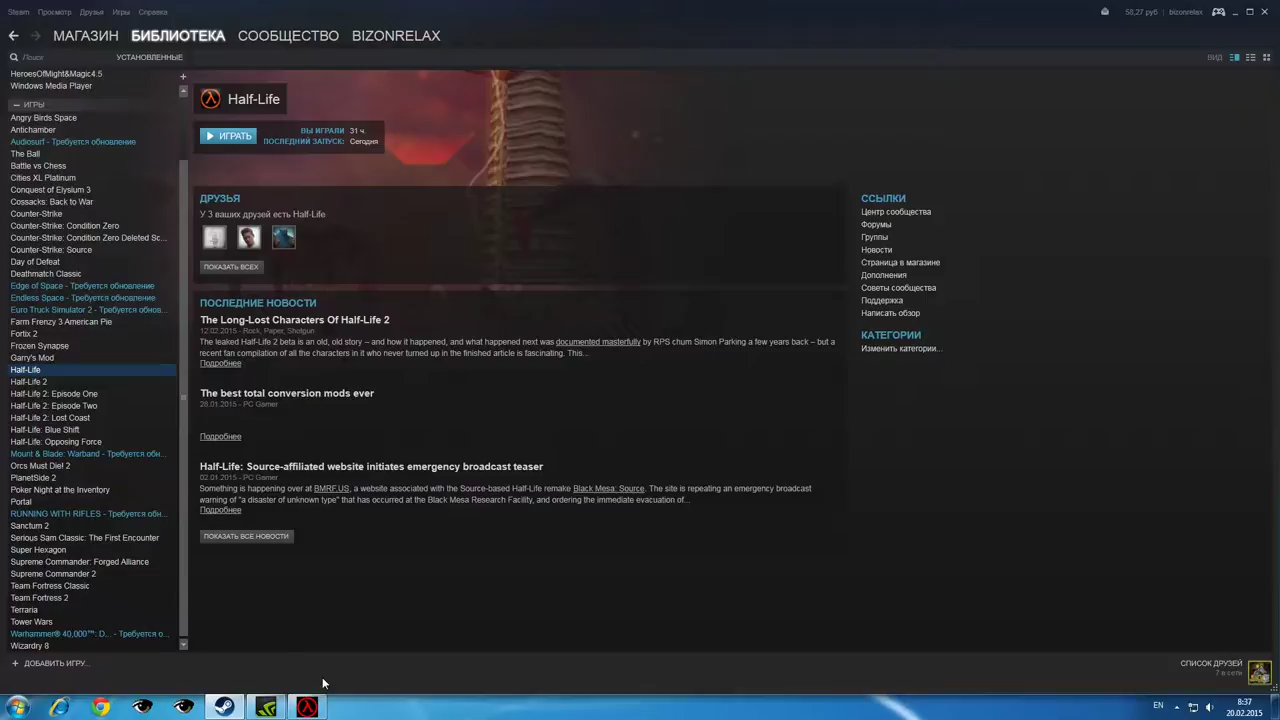 Steam Просмотр Друзья Игры Справка
58,27 руб bizonrelax
МАГАЗИН БИБЛИОТЕКА СООБЩЕСТВО BIZONRELAX
Поиск УСТАНОВЛЕННЫЕ
ВИД
HeroesOfMight&Magic4.5
Windows Media Player
ИГРЫ
Angry Birds Space
Antichamber
Audiosurf - Требуется обновление
The Ball
Battle vs Chess
Cities XL Platinum
Conquest of Elysium 3
Cossacks: Back to War
Counter-Strike
Counter-Strike: Condition Zero
Counter-Strike: Condition Zero Deleted Sc...
Counter-Strike: Source
Day of Defeat
Deathmatch Classic
Edge of Space - Требуется обновление
Endless Space - Требуется обновление
Euro Truck Simulator 2 - Требуется обнов...
Farm Frenzy 3 American Pie
Fortix 2
Frozen Synapse
Garry's Mod
Half-Life
Half-Life 2
Half-Life 2: Episode One
Half-Life 2: Episode Two
Half-Life 2: Lost Coast
Half-Life: Blue Shift
Half-Life: Opposing Force
Mount & Blade: Warband - Требуется обн...
Orcs Must Die! 2
PlanetSide 2
Poker Night at the Inventory
Portal
RUNNING WITH RIFLES - Требуется обн...
Sanctum 2
Serious Sam Classic: The First Encounter
Super Hexagon
Supreme Commander: Forged Alliance
Supreme Commander 2
Team Fortress Classic
Team Fortress 2
Terraria
Tower Wars
Warhammer® 40,000™: D... - Требуется о...
Wizardry 8
ДОБАВИТЬ ИГРУ...
Half-Life
ИГРАТЬ
ВЫ ИГРАЛИ 31 ч.
ПОСЛЕДНИЙ ЗАПУСК: Сегодня
ДРУЗЬЯ
У 3 ваших друзей есть Half-Life
ПОКАЗАТЬ ВСЕХ
ПОСЛЕДНИЕ НОВОСТИ
The Long-Lost Characters Of Half-Life 2
12.02.2015 - Rock, Paper, Shotgun
The leaked Half-Life 2 beta is an old, old story – and how it happened, and what happened next was documented masterfully by RPS chum Simon Parking a few years back – but a
recent fan compilation of all the characters in it who never turned up in the finished article is fascinating. This...
Подробнее
The best total conversion mods ever
28.01.2015 - PC Gamer
Подробнее
Half-Life: Source-affiliated website initiates emergency broadcast teaser
02.01.2015 - PC Gamer
Something is happening over at BMRF.US, a website associated with the Source-based Half-Life remake Black Mesa: Source. The site is repeating an emergency broadcast
warning of "a disaster of unknown type" that has occurred at the Black Mesa Research Facility, and ordering the immediate evacuation of...
Подробнее
ПОКАЗАТЬ ВСЕ НОВОСТИ
ССЫЛКИ
Центр сообщества
Форумы
Группы
Новости
Страница в магазине
Дополнения
Советы сообщества
Поддержка
Написать обзор
КАТЕГОРИИ
Изменить категории...
СПИСОК ДРУЗЕЙ
7 в сети
EN
8:37
20.02.2015